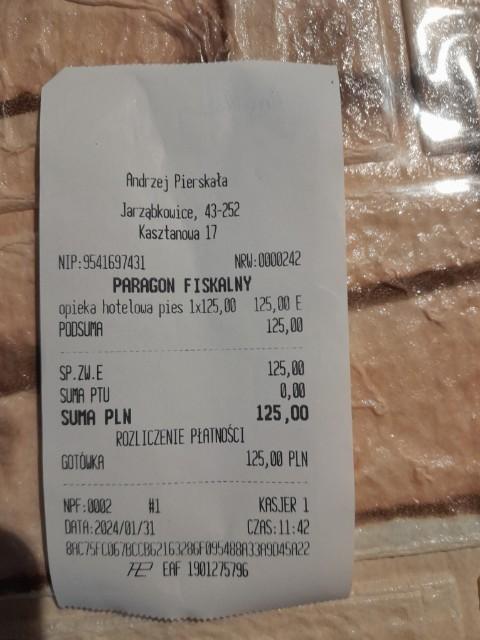 Andrzej Pierskała
Jarząbkowice, 43-252
Kasztanowa 17
NIP:9541697431 NRW:0000242
PARAGON FISKALNY
opieka hotelowa pies 1x125,00 125,00 E
PODSUMA 125,00
SP.ZW.E 125,00
SUMA PTU 0,00
SUMA PLN 125,00
ROZLICZENIE PŁATNOŚCI
GOTÓWKA 125,00 PLN
NPF:0002 #1 KASJER 1
DATA:2024/01/31 CZAS:11:42
EAF 1901275796